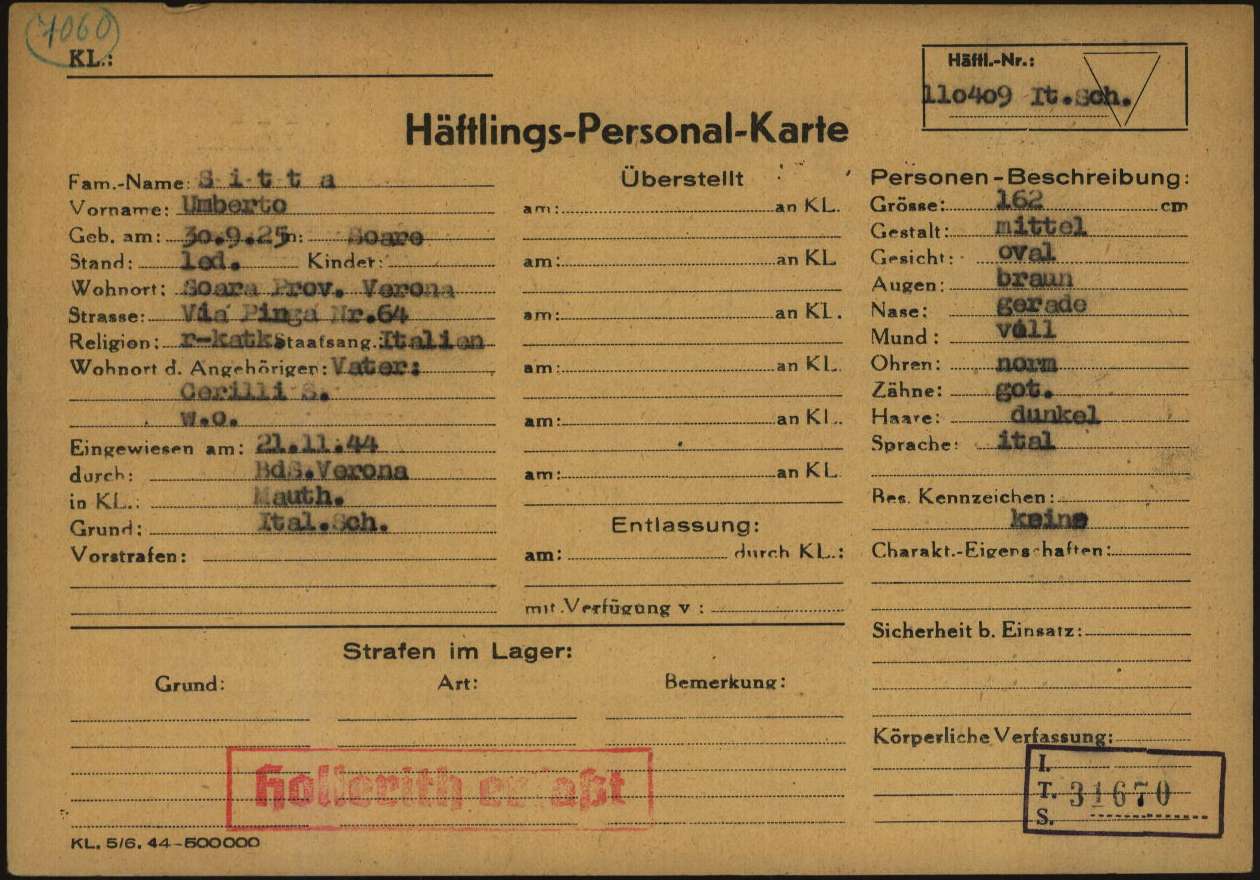 7060
KL.:
Häftl.-Nr.:
110409 It.Sch.
Häftlings-Personal-Karte
Fam.-Name: S i t t a
Vorname: Umberto
Geb. am: 30.9.25 in: Soare
Stand: led. Kinder:
Wohnort: Soara Prov. Verona
Strasse: Via Pinga Nr.64
Religion: r-kath. Staatsang.: Italien
Wohnort d. Angehörigen: Vater:
Cerilli S.
w.o.
Eingewiesen am: 21.11.44
durch: BdS.Verona
in KL.: Mauth.
Grund: Ital.Sch.
Vorstrafen:
Überstellt
am: an KL.
am: an KL
am: an KL.
am: an KL.
am: an KL.
am: an KL.
Entlassung:
am: durch KL.:
mit Verfügung v :
Personen-Beschreibung:
Grösse: 162 cm
Gestalt: mittel
Gesicht: oval
Augen: braun
Nase: gerade
Mund: voll
Ohren: norm
Zähne: got.
Haare: dunkel
Sprache: ital
Bes. Kennzeichen:
keine
Charakt.-Eigenschaften:
Sicherheit b. Einsatz:
Körperliche Verfassung:
Strafen im Lager:
Grund: Art: Bemerkung:
Hollerith erfaßt
I.
T. 31670
S.
KL. 5/6. 44-500000